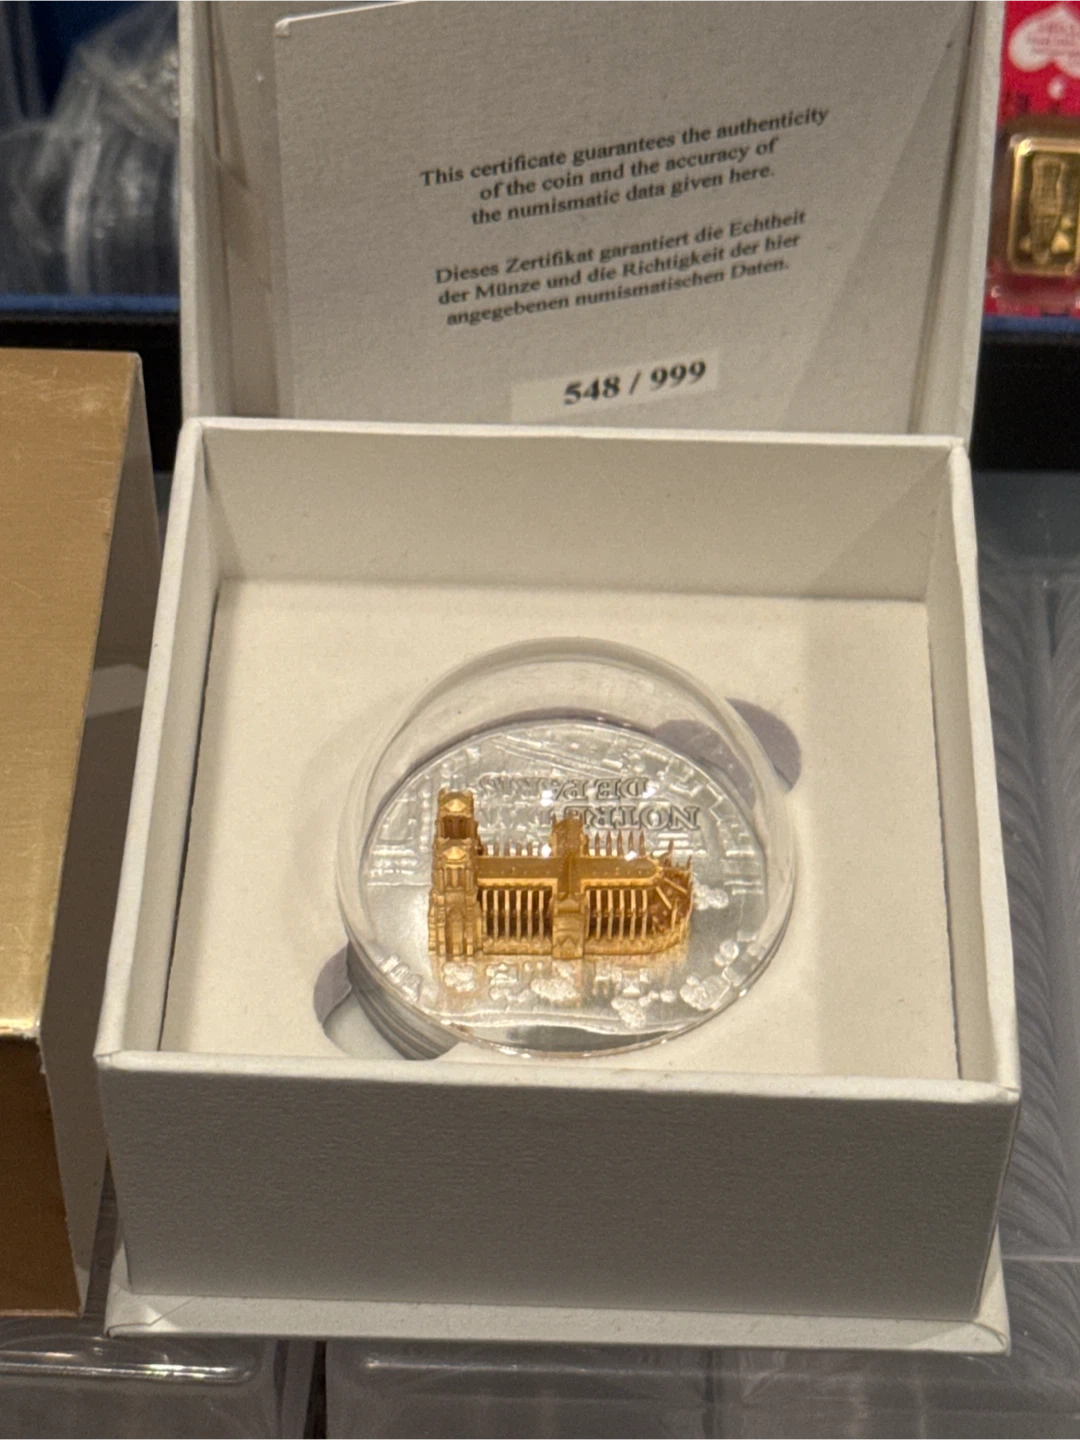 This certificate guarantees the authenticity
of the coin and the accuracy of
the numismatic data given here.
Dieses Zertifikat garantiert die Echtheit
der Münze und die Richtigkeit der hier
angegebenen numismatischen Daten.
548 / 999
NOTRE
DE PARIS